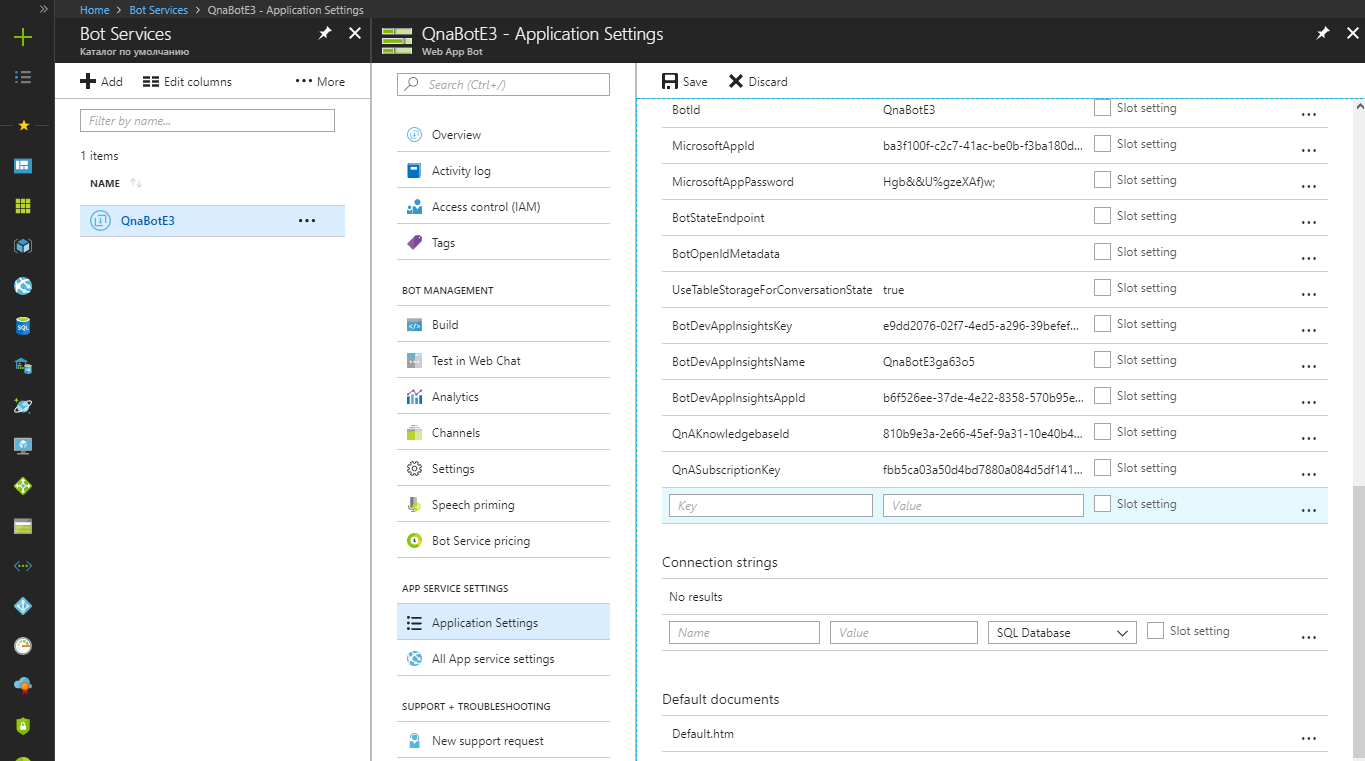 Home > Bot Services > QnaBotE3 - Application Settings
Bot Services
Каталог по умолчанию
Add Edit columns ••• More
Filter by name...
1 items
NAME
QnaBotE3
QnaBotE3 - Application Settings
Web App Bot
Search (Ctrl+/)
Overview
Activity log
Access control (IAM)
Tags
BOT MANAGEMENT
Build
Test in Web Chat
Analytics
Channels
Settings
Speech priming
Bot Service pricing
APP SERVICE SETTINGS
Application Settings
All App service settings
SUPPORT + TROUBLESHOOTING
New support request
Save Discard
BotId QnaBotE3 Slot setting
MicrosoftAppId ba3f100f-c2c7-41ac-be0b-f3ba180d... Slot setting
MicrosoftAppPassword Hgb&&U%gzeXAf)w; Slot setting
BotStateEndpoint Slot setting
BotOpenIdMetadata Slot setting
UseTableStorageForConversationState true Slot setting
BotDevAppInsightsKey e9dd2076-02f7-4ed5-a296-39befef... Slot setting
BotDevAppInsightsName QnaBotE3ga63o5 Slot setting
BotDevAppInsightsAppId b6f526ee-37de-4e22-8358-570b95e... Slot setting
QnAKnowledgebaseId 810b9e3a-2e66-45ef-9a31-10e40b4... Slot setting
QnASubscriptionKey fbb5ca03a50d4bd7880a084d5df141... Slot setting
Key Value Slot setting
Connection strings
No results
Name Value SQL Database Slot setting
Default documents
Default.htm